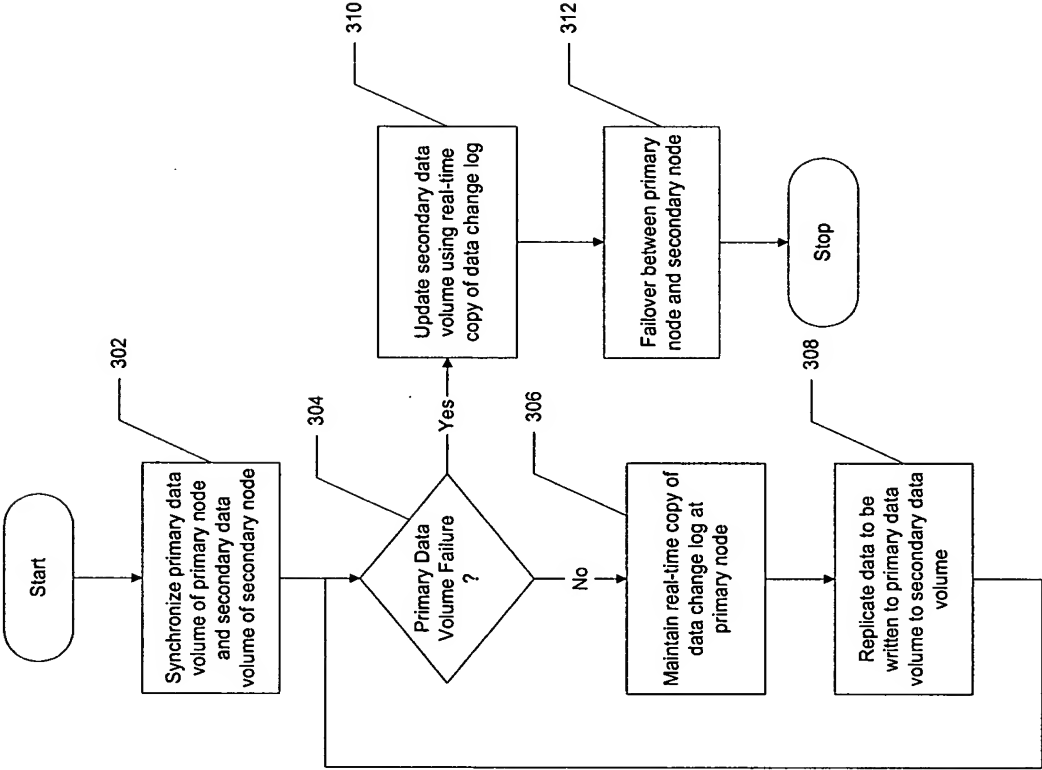 Start
302
Synchronize primary data
volume of primary node
and secondary data
volume of secondary node
304
Primary Data
Volume Failure
?
Yes
No
306
Maintain real-time copy of
data change log at
primary node
308
Replicate data to be
written to primary data
volume to secondary data
volume
310
Update secondary data
volume using real-time
copy of data change log
312
Failover between primary
node and secondary node
Stop